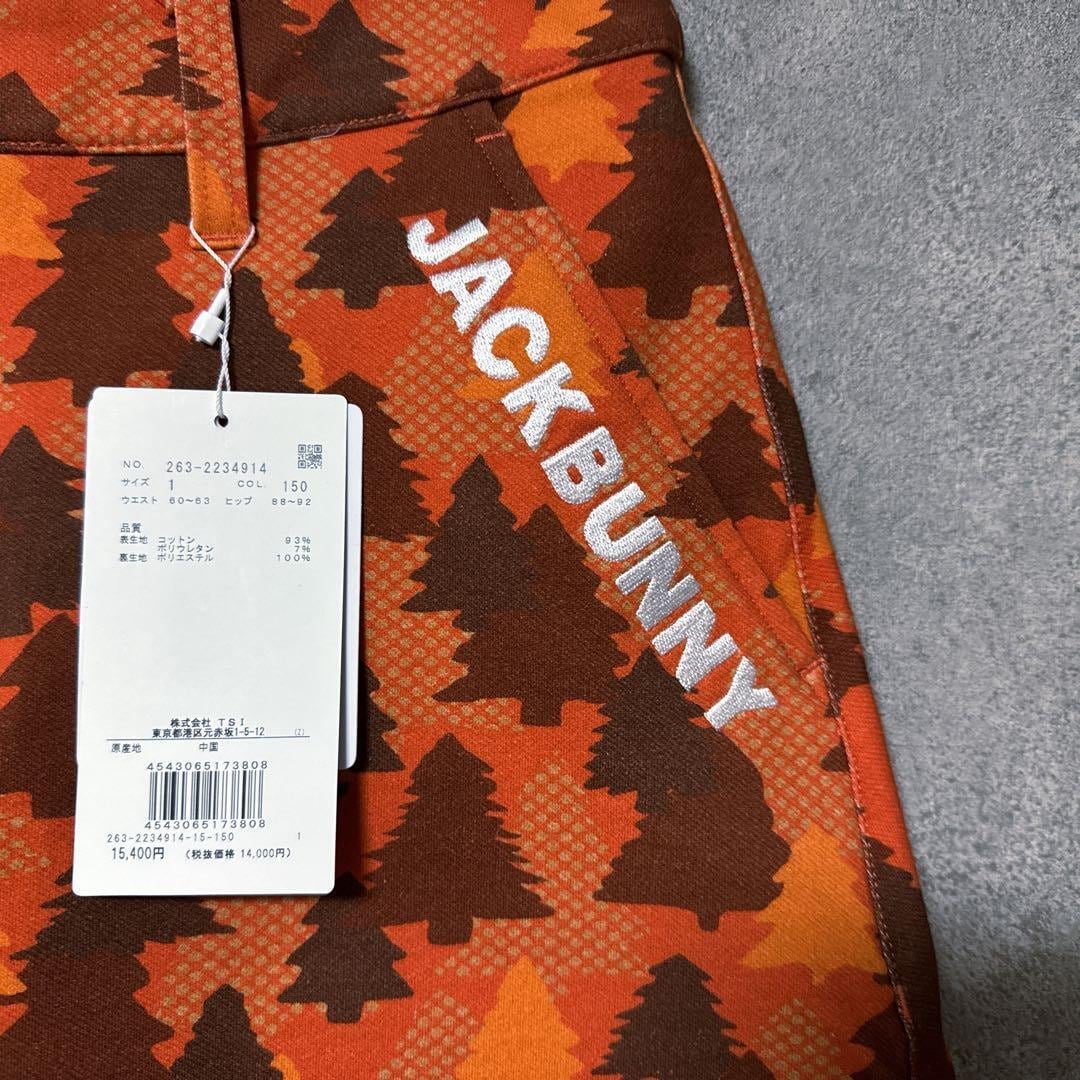 JACK BUNNY
NO. 263-2234914
サイズ 1 COL. 150
ウエスト 60～63 ヒップ 88～92
品質
表生地 コットン 93%
ポリウレタン 7%
裏生地 ポリエステル 100%
株式会社 TSI
東京都港区元赤坂1-5-12 (Z)
原産地 中国
4543065173808
4543065173808
263-2234914-15-150 1
15,400円 (税抜価格 14,000円)